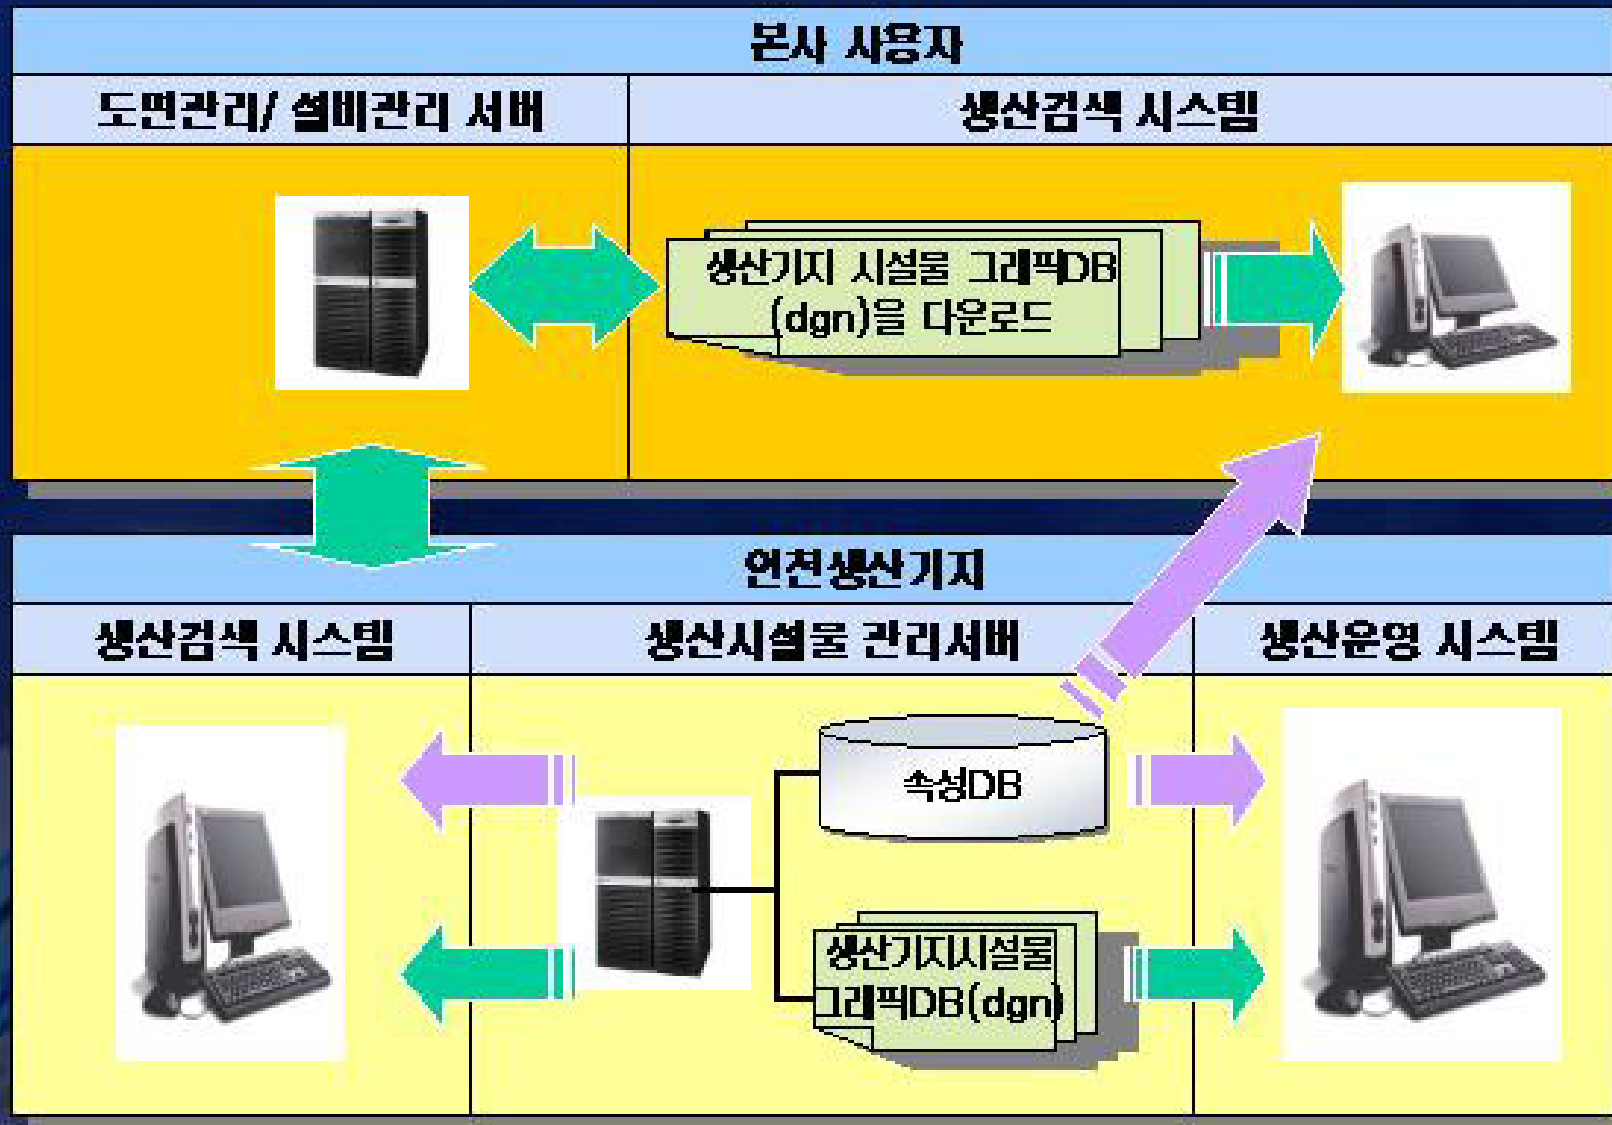 본사 사용자
도면관리/ 설비관리 서버
생산검색 시스템
생산기지 시설물 그래픽DB
(dgn)을 다운로드
인천생산기지
생산검색 시스템
생산시설물 관리서버
생산운영 시스템
속성DB
생산기지시설물
그래픽DB(dgn)